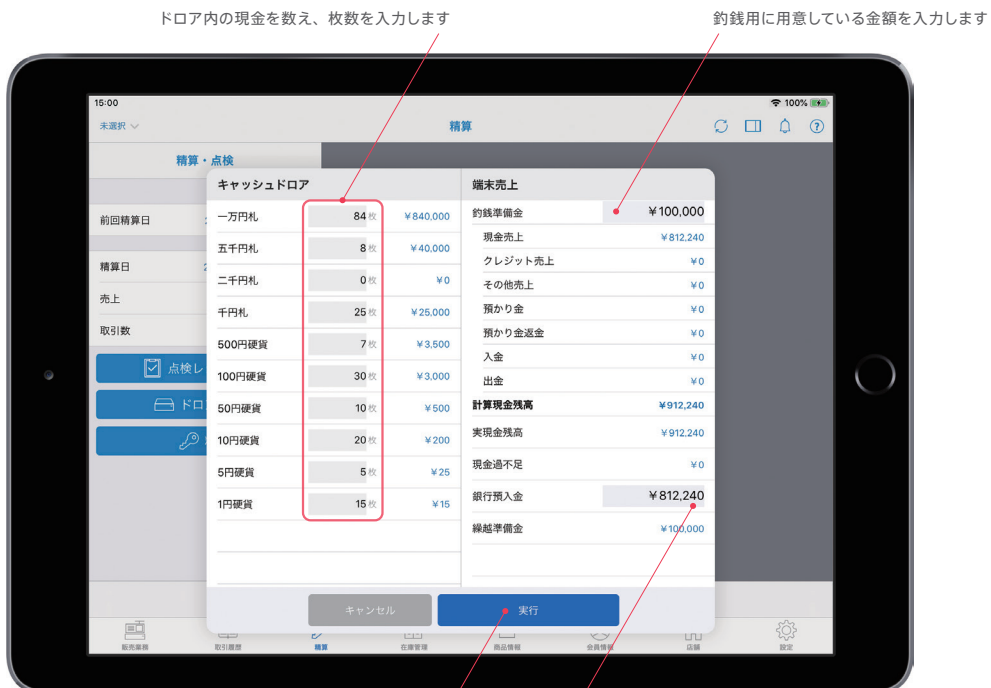 ドロア内の現金を数え、枚数を入力します
釣銭用に用意している金額を入力します
15:00
100%
未選択
精算
精算・点検
前回精算日
精算日
売上
取引数
点検レ
ドロ
キャッシュドロア
一万円札 84枚 ¥840,000
五千円札 8枚 ¥40,000
二千円札 0枚 ¥0
千円札 25枚 ¥25,000
500円硬貨 7枚 ¥3,500
100円硬貨 30枚 ¥3,000
50円硬貨 10枚 ¥500
10円硬貨 20枚 ¥200
5円硬貨 5枚 ¥25
1円硬貨 15枚 ¥15
端末売上
釣銭準備金 ¥100,000
現金売上 ¥812,240
クレジット売上 ¥0
その他売上 ¥0
預かり金 ¥0
預かり金返金 ¥0
入金 ¥0
出金 ¥0
計算現金残高 ¥912,240
実現金残高 ¥912,240
現金過不足 ¥0
銀行預入金 ¥812,240
繰越準備金 ¥100,000
キャンセル
実行
販売業務
取引履歴
精算
在庫管理
商品情報
会員情報
店舗
設定